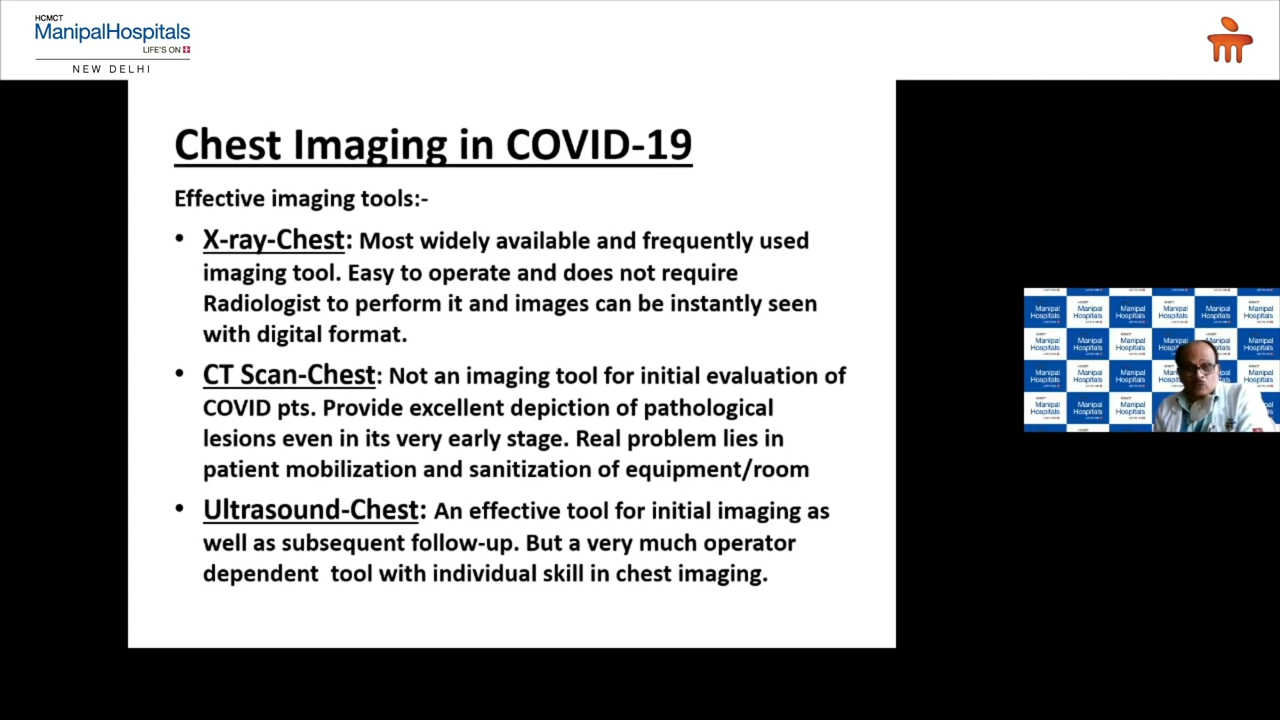 HCMCT
ManipalHospitals
LIFE'S ON
NEW DELHI
Chest Imaging in COVID-19
Effective imaging tools:-
• X-ray-Chest: Most widely available and frequently used
imaging tool. Easy to operate and does not require
Radiologist to perform it and images can be instantly seen
with digital format.
• CT Scan-Chest: Not an imaging tool for initial evaluation of
COVID pts. Provide excellent depiction of pathological
lesions even in its very early stage. Real problem lies in
patient mobilization and sanitization of equipment/room
• Ultrasound-Chest: An effective tool for initial imaging as
well as subsequent follow-up. But a very much operator
dependent  tool with individual skill in chest imaging.
Manipal
Hospitals